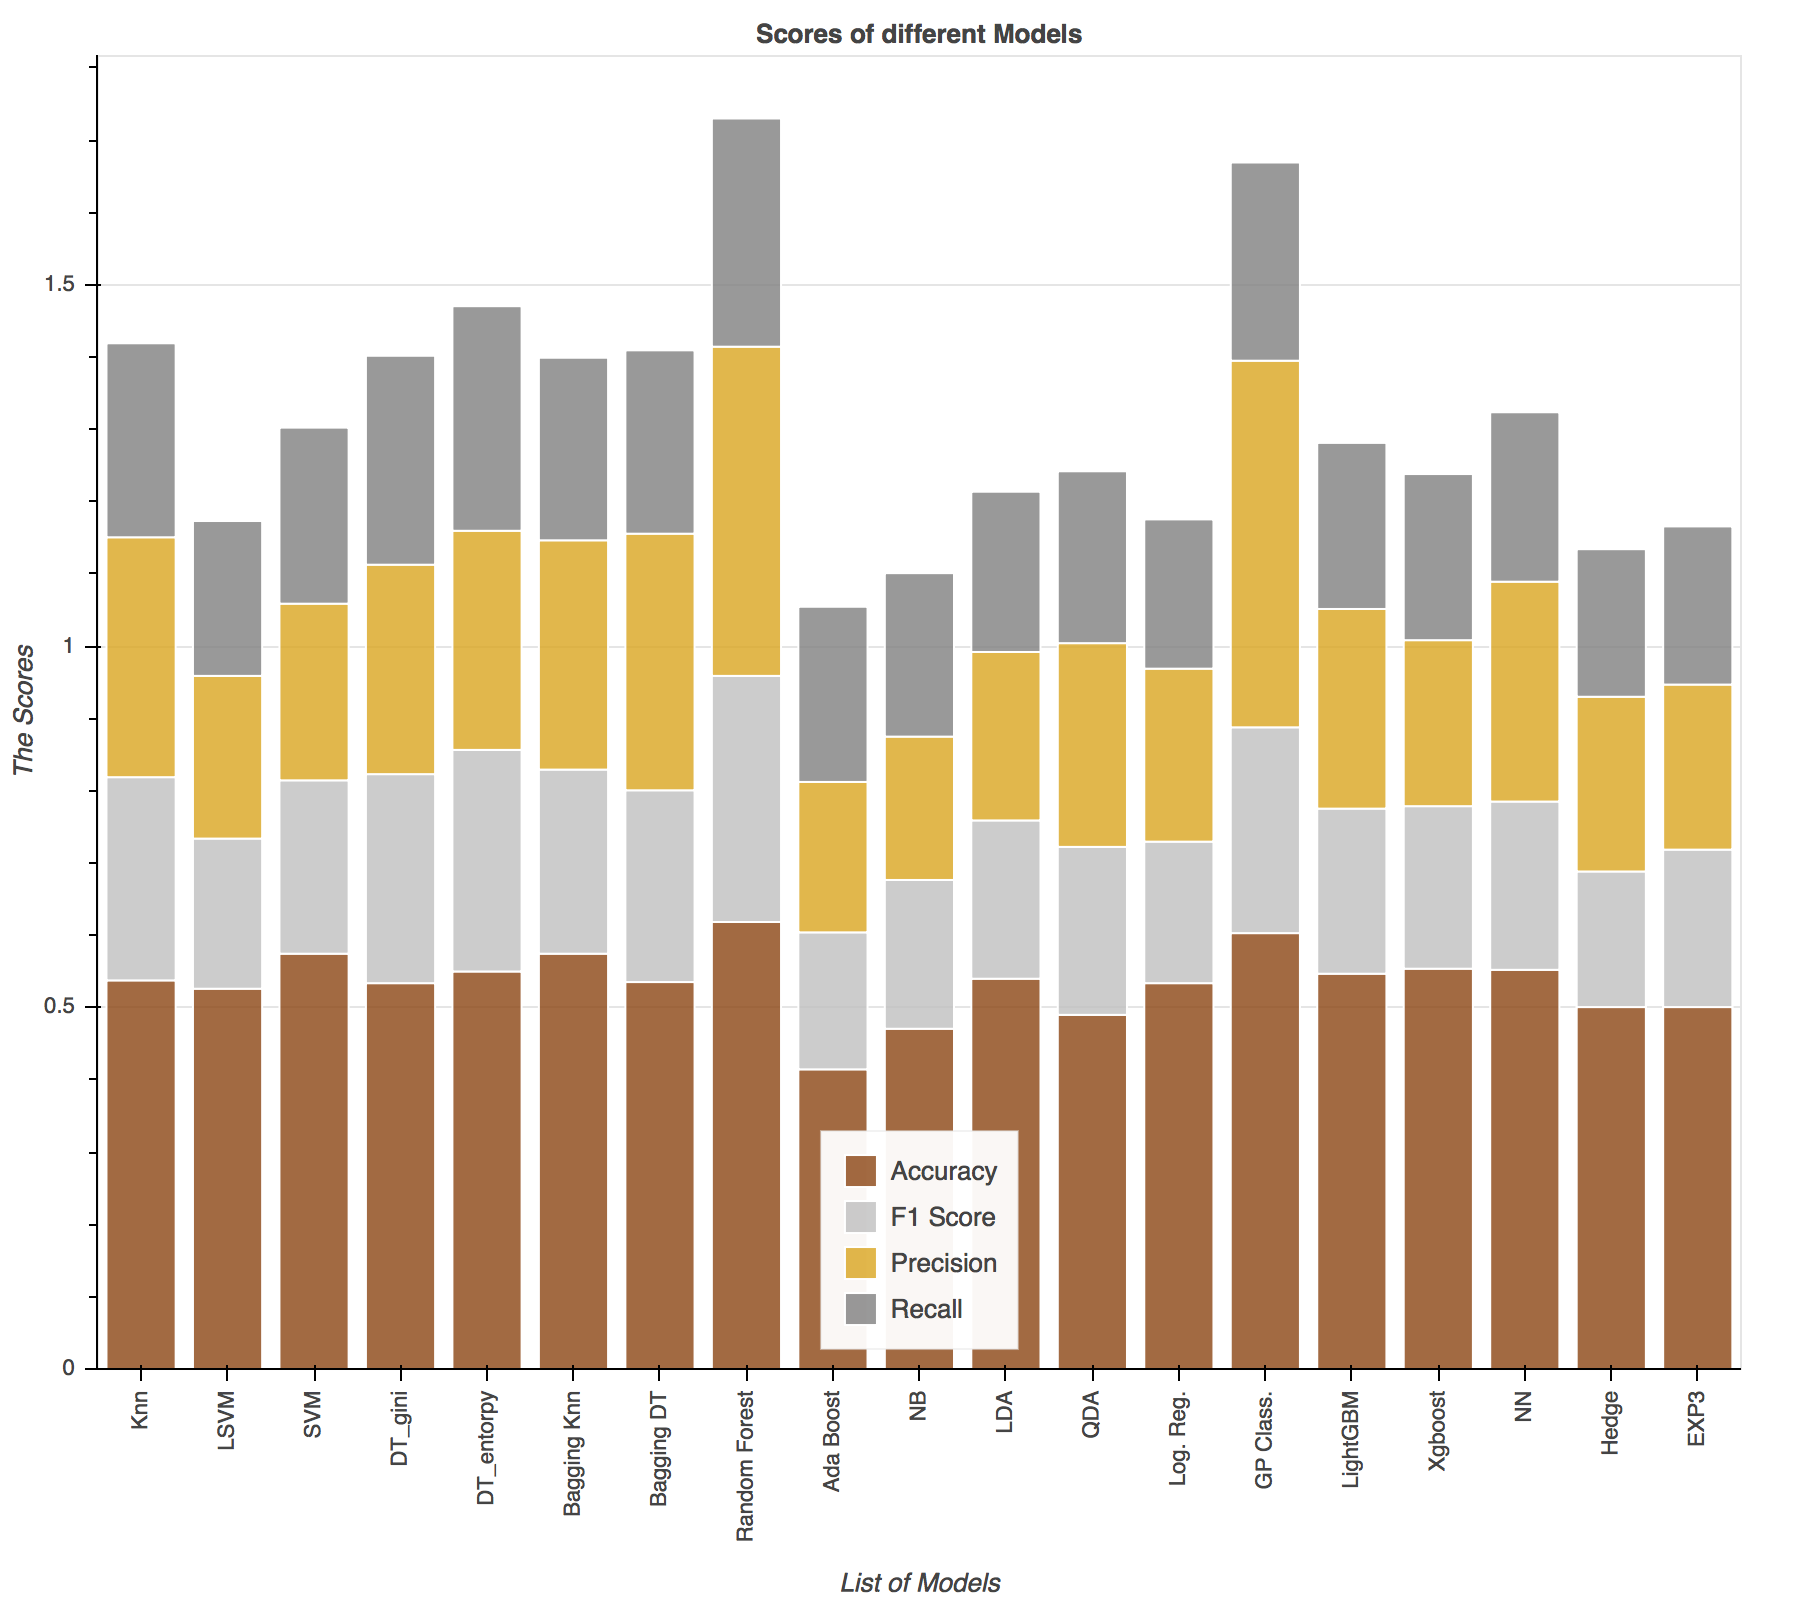 Scores of different Models
The Scores
1.5
1
0.5
0
Accuracy
F1 Score
Precision
Recall
Knn
LSVM
SVM
DT_gini
DT_entorpy
Bagging Knn
Bagging DT
Random Forest
Ada Boost
NB
LDA
QDA
Log. Reg.
GP Class.
LightGBM
Xgboost
NN
Hedge
EXP3
List of Models